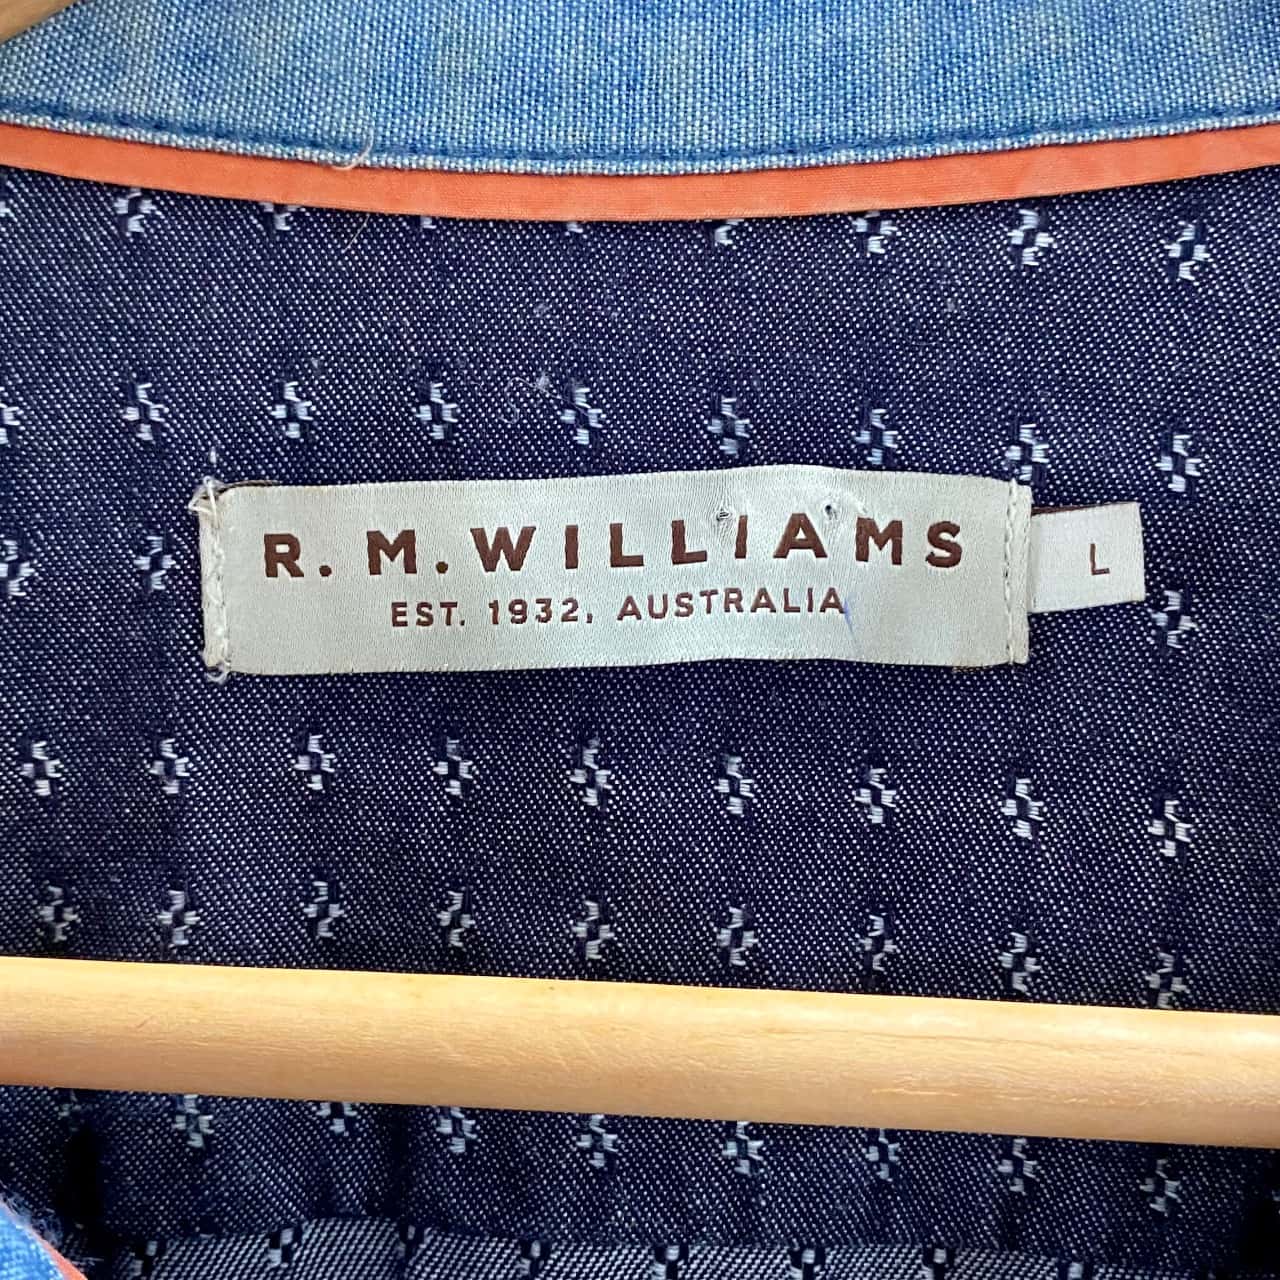 R. M. WILLIAMS
EST. 1932, AUSTRALIA
L